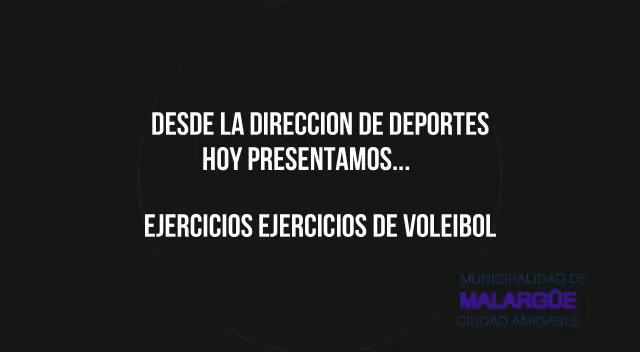 DESDE LA DIRECCION DE DEPORTES
HOY PRESENTAMOS...
EJERCICIOS EJERCICIOS DE VOLEIBOL
MUNICIPALIDAD DE
MALARGÜE
CIUDAD AMIGABLE